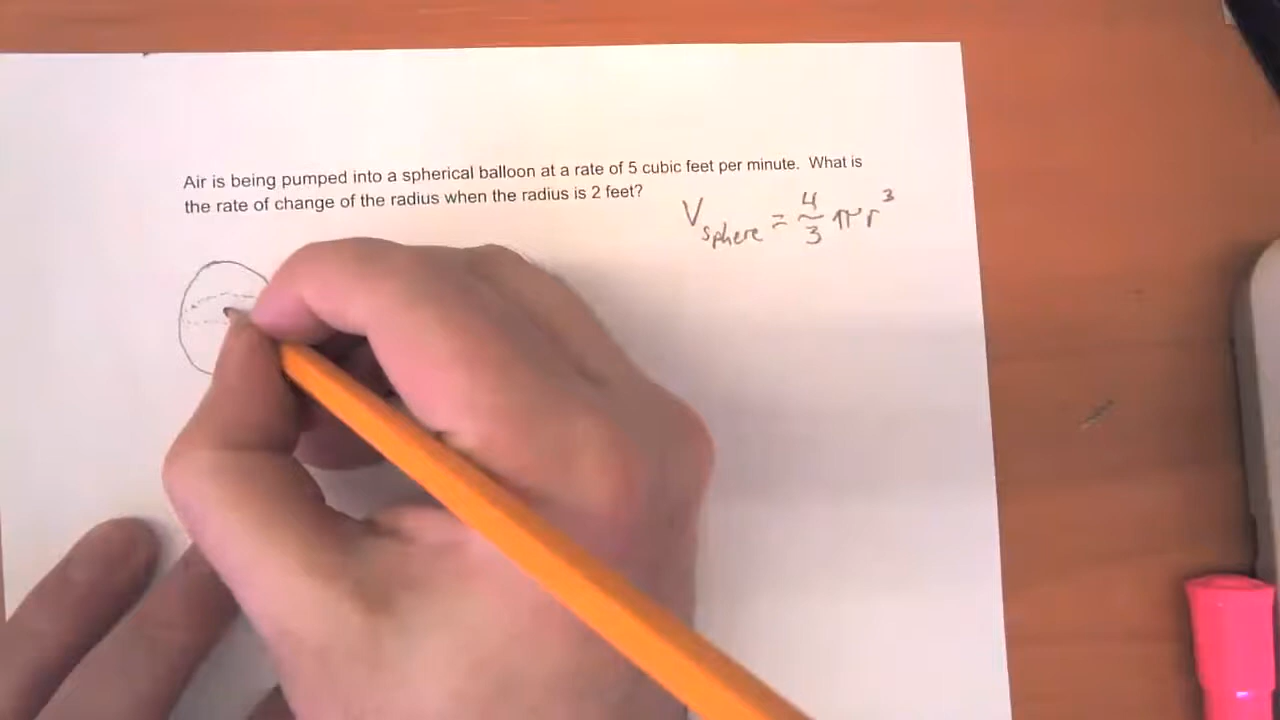 Air is being pumped into a spherical balloon at a rate of 5 cubic feet per minute. What is
the rate of change of the radius when the radius is 2 feet?
V_sphere = 4/3 πr³